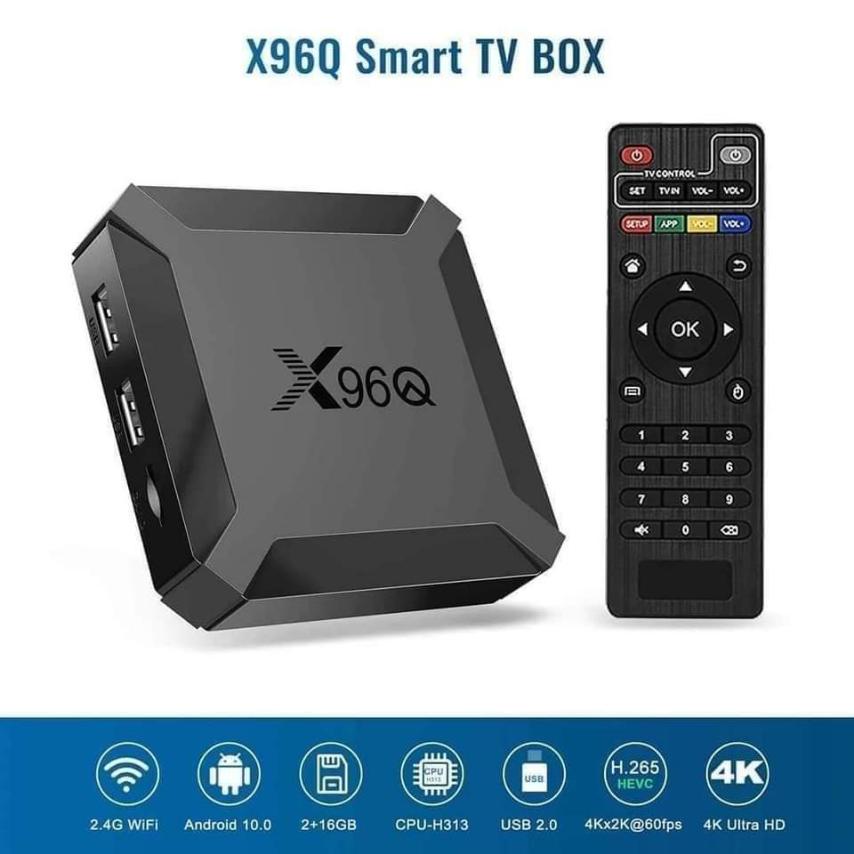 X96Q Smart TV BOX
TV CONTROL
SET TV IN VOL- VOL+
SETUP APP VOL- VOL+
OK
X96Q
1 2 3
4 5 6
7 8 9
0
CPU
H313
USB
H.265
HEVC
4K
2.4G WiFi
Android 10.0
2+16GB
CPU-H313
USB 2.0
4Kx2K@60fps
4K Ultra HD